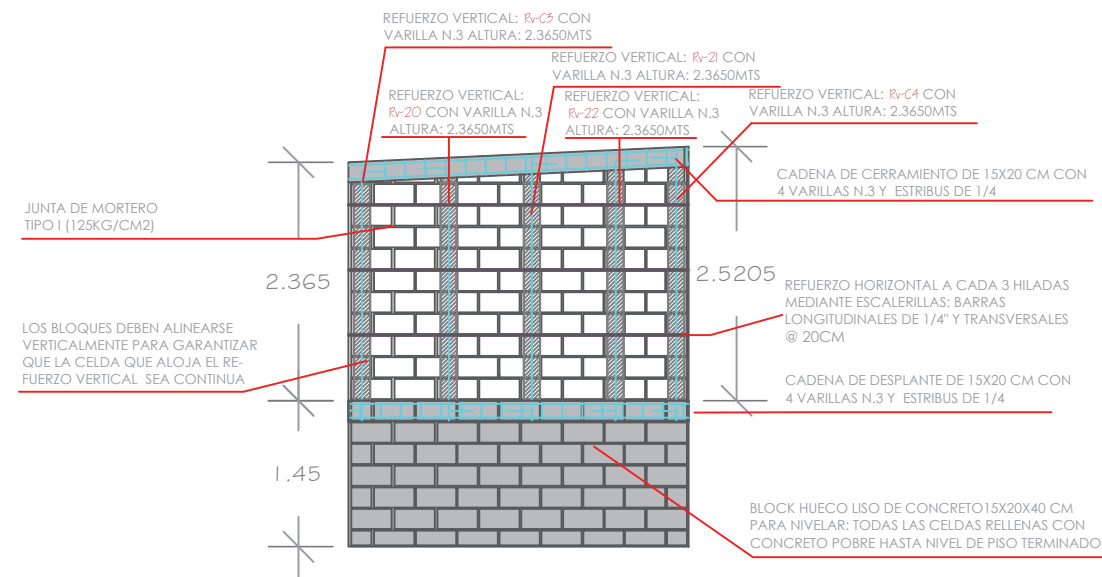 REFUERZO VERTICAL: Rv-C3 CON
VARILLA N.3 ALTURA: 2.3650MTS
REFUERZO VERTICAL: Rv-21 CON
VARILLA N.3 ALTURA: 2.3650MTS
REFUERZO VERTICAL:
Rv-20 CON VARILLA N.3
ALTURA: 2.3650MTS
REFUERZO VERTICAL:
Rv-22 CON VARILLA N.3
ALTURA: 2.3650MTS
REFUERZO VERTICAL: Rv-C4 CON
VARILLA N.3 ALTURA: 2.3650MTS
CADENA DE CERRAMIENTO DE 15X20 CM CON
4 VARILLAS N.3 Y ESTRIBUS DE 1/4
JUNTA DE MORTERO
TIPO I (125KG/CM2)
2.365
2.5205
REFUERZO HORIZONTAL A CADA 3 HILADAS
MEDIANTE ESCALERILLAS: BARRAS
LONGITUDINALES DE 1/4" Y TRANSVERSALES
@ 20CM
LOS BLOQUES DEBEN ALINEARSE
VERTICALMENTE PARA GARANTIZAR
QUE LA CELDA QUE ALOJA EL RE-
FUERZO VERTICAL SEA CONTINUA
CADENA DE DESPLANTE DE 15X20 CM CON
4 VARILLAS N.3 Y ESTRIBUS DE 1/4
1.45
BLOCK HUECO LISO DE CONCRETO15X20X40 CM
PARA NIVELAR: TODAS LAS CELDAS RELLENAS CON
CONCRETO POBRE HASTA NIVEL DE PISO TERMINADO